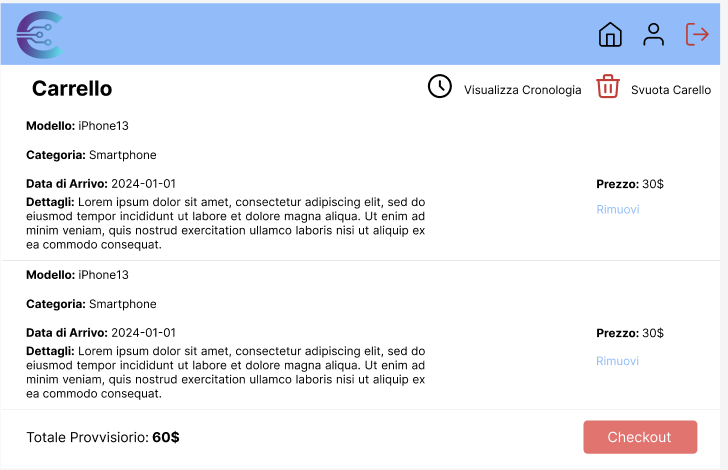 Carrello
Visualizza Cronologia
Svuota Carello
Modello: iPhone13
Categoria: Smartphone
Data di Arrivo: 2024-01-01
Prezzo: 30$
Dettagli: Lorem ipsum dolor sit amet, consectetur adipiscing elit, sed do
eiusmod tempor incididunt ut labore et dolore magna aliqua. Ut enim ad
minim veniam, quis nostrud exercitation ullamco laboris nisi ut aliquip ex
ea commodo consequat.
Rimuovi
Modello: iPhone13
Categoria: Smartphone
Data di Arrivo: 2024-01-01
Prezzo: 30$
Dettagli: Lorem ipsum dolor sit amet, consectetur adipiscing elit, sed do
eiusmod tempor incididunt ut labore et dolore magna aliqua. Ut enim ad
minim veniam, quis nostrud exercitation ullamco laboris nisi ut aliquip ex
ea commodo consequat.
Rimuovi
Totale Provvisiorio: 60$
Checkout